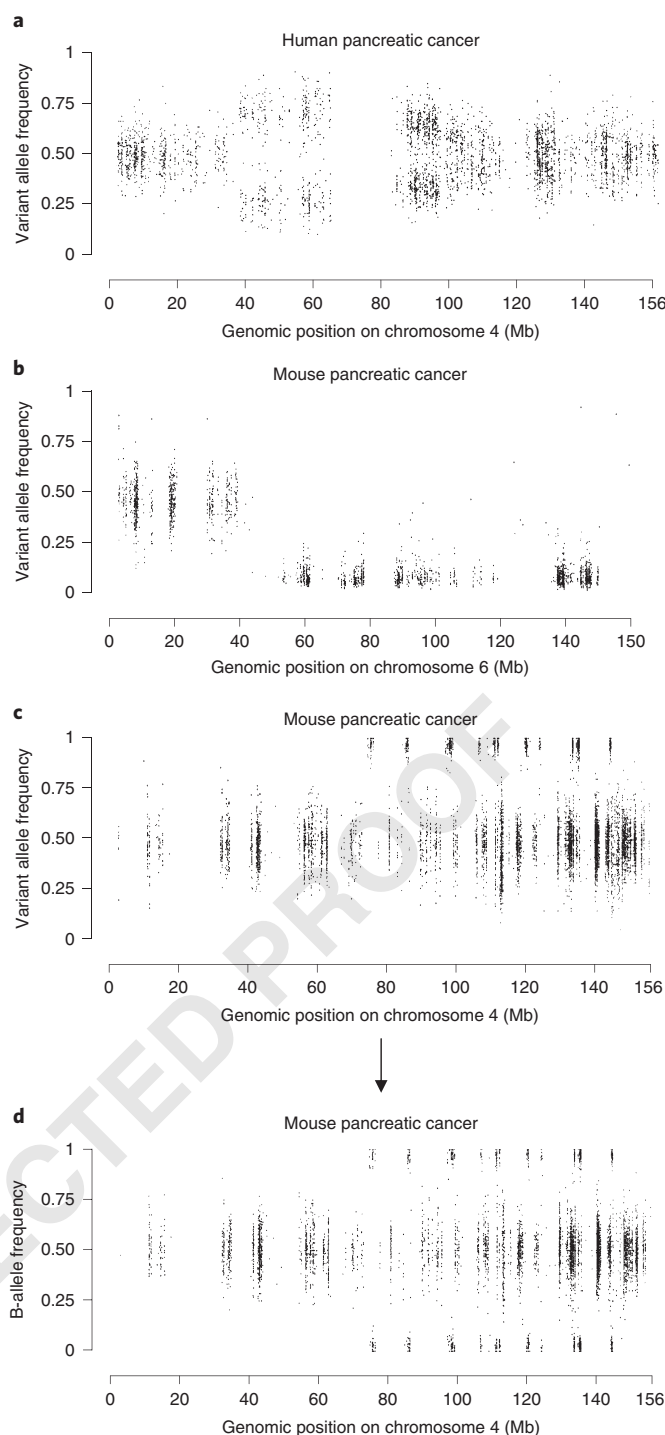 a
Human pancreatic cancer
Variant allele frequency
1
0.75
0.50
0.25
0
0 20 40 60 80 100 120 140 156
Genomic position on chromosome 4 (Mb)
b
Mouse pancreatic cancer
Variant allele frequency
1
0.75
0.50
0.25
0
0 20 40 60 80 100 120 140 150
Genomic position on chromosome 6 (Mb)
c
Mouse pancreatic cancer
Variant allele frequency
1
0.75
0.50
0.25
0
0 20 40 60 80 100 120 140 156
Genomic position on chromosome 4 (Mb)
d
Mouse pancreatic cancer
B-allele frequency
1
0.75
0.50
0.25
0
0 20 40 60 80 100 120 140 156
Genomic position on chromosome 4 (Mb)
ECTED PROOF